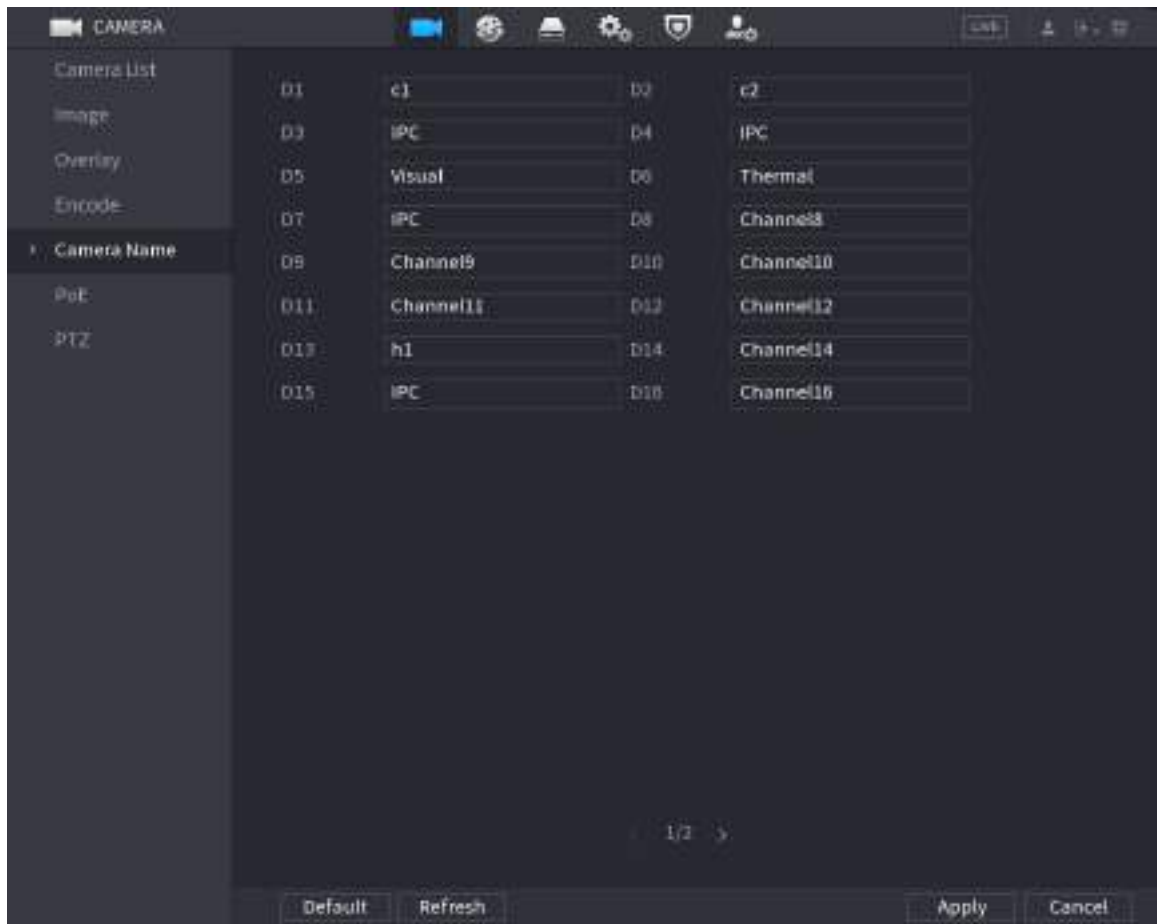 CAMERA LIVE
Camera List
Image
Overlay
Encode
Camera Name
PoE
PTZ
D1 c1 D2 c2
D3 IPC D4 IPC
D5 Visual D6 Thermal
D7 IPC D8 Channel8
D9 Channel9 D10 Channel10
D11 Channel11 D12 Channel12
D13 h1 D14 Channel14
D15 IPC D16 Channel16
1/2
Default Refresh Apply Cancel